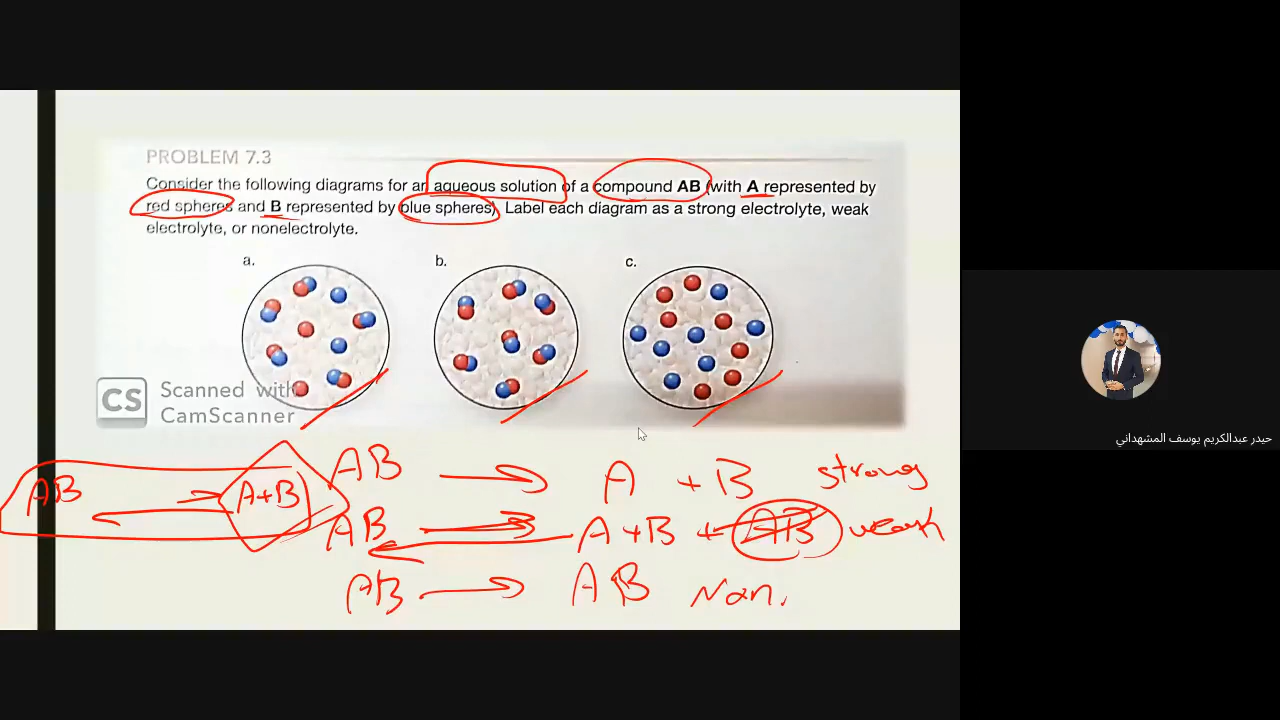 PROBLEM 7.3
Consider the following diagrams for an aqueous solution of a compound AB (with A represented by
red spheres and B represented by blue spheres). Label each diagram as a strong electrolyte, weak
electrolyte, or nonelectrolyte.
a. b. c.
CS Scanned with
CamScanner
AB → A + B strong
AB ⇄ A+B
AB ⇄ A+B + AB weak
AB → AB Non.
حيدر عبدالكريم يوسف المشهداني